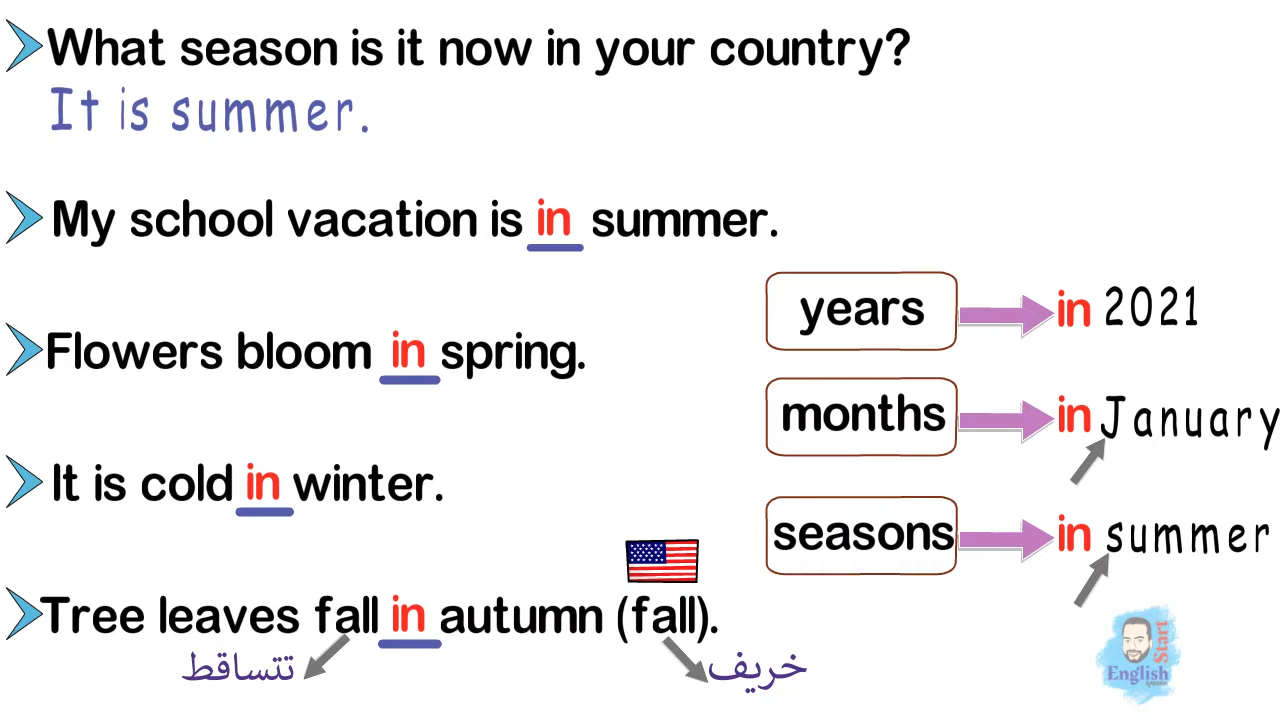 What season is it now in your country?
It is summer.
My school vacation is in summer.
Flowers bloom in spring.
It is cold in winter.
Tree leaves fall in autumn (fall).
تتساقط
خريف
years in 2021
months in January
seasons in summer
Start
English